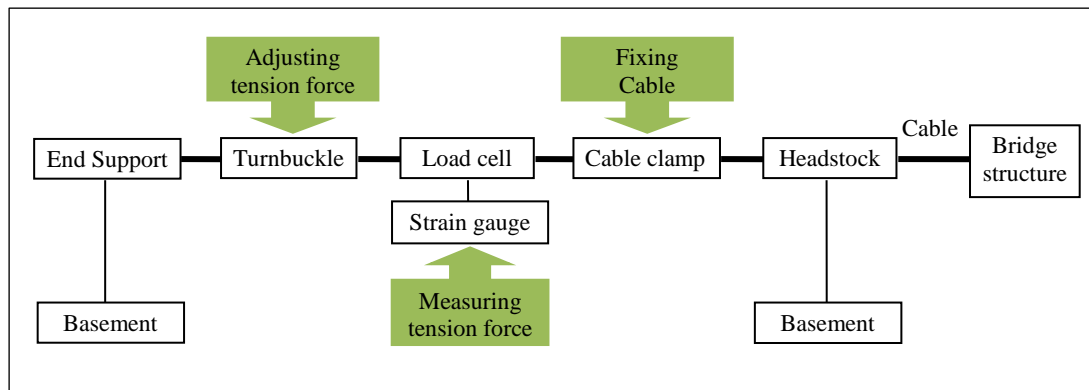 Adjusting
tension force
Fixing
Cable
End Support
Turnbuckle
Load cell
Cable clamp
Headstock
Cable
Bridge
structure
Strain gauge
Basement
Measuring
tension force
Basement